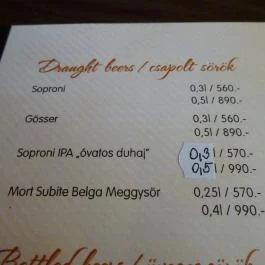 Draught beers / csapolt sörök
Soproni 0,3l / 560.-
0,5l / 890.-
Gösser 0,3l / 560.-
0,5l / 890.-
Soproni IPA „óvatos duhaj" 0,3l / 570.-
0,5l / 990.-
Mort Subite Belga Meggysör 0,25l / 570.-
0,4l / 990.-
Bottled beers /